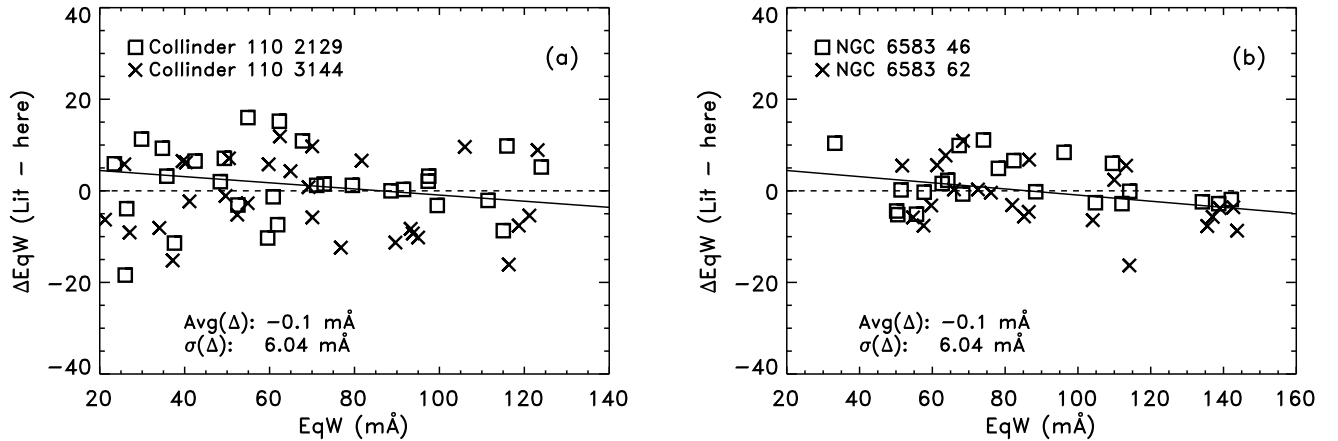 40
20
0
−20
−40
ΔEqW (Lit − here)
Collinder 110 2129
Collinder 110 3144
(a)
Avg(Δ): −0.1 mÅ
σ(Δ): 6.04 mÅ
20 40 60 80 100 120 140
EqW (mÅ)
40
20
0
−20
−40
ΔEqW (Lit − here)
NGC 6583 46
NGC 6583 62
(b)
Avg(Δ): −0.1 mÅ
σ(Δ): 6.04 mÅ
20 40 60 80 100 120 140 160
EqW (mÅ)